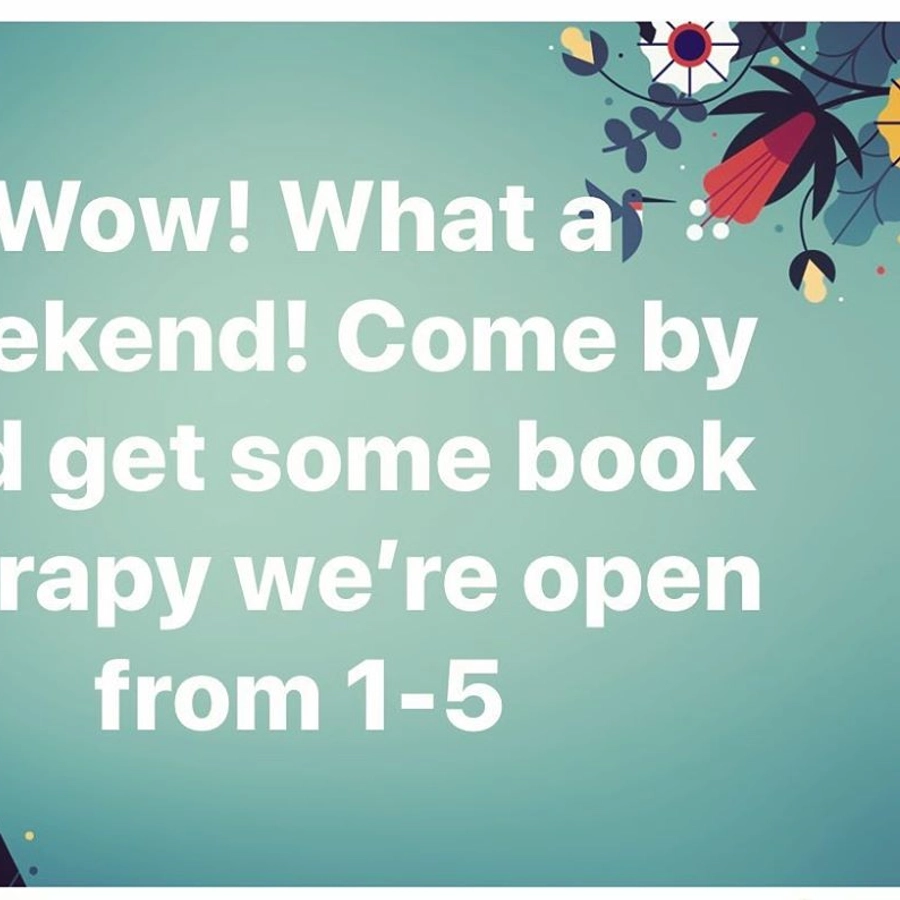 Wow! What a
ekend! Come by
d get some book
rapy we’re open
from 1-5